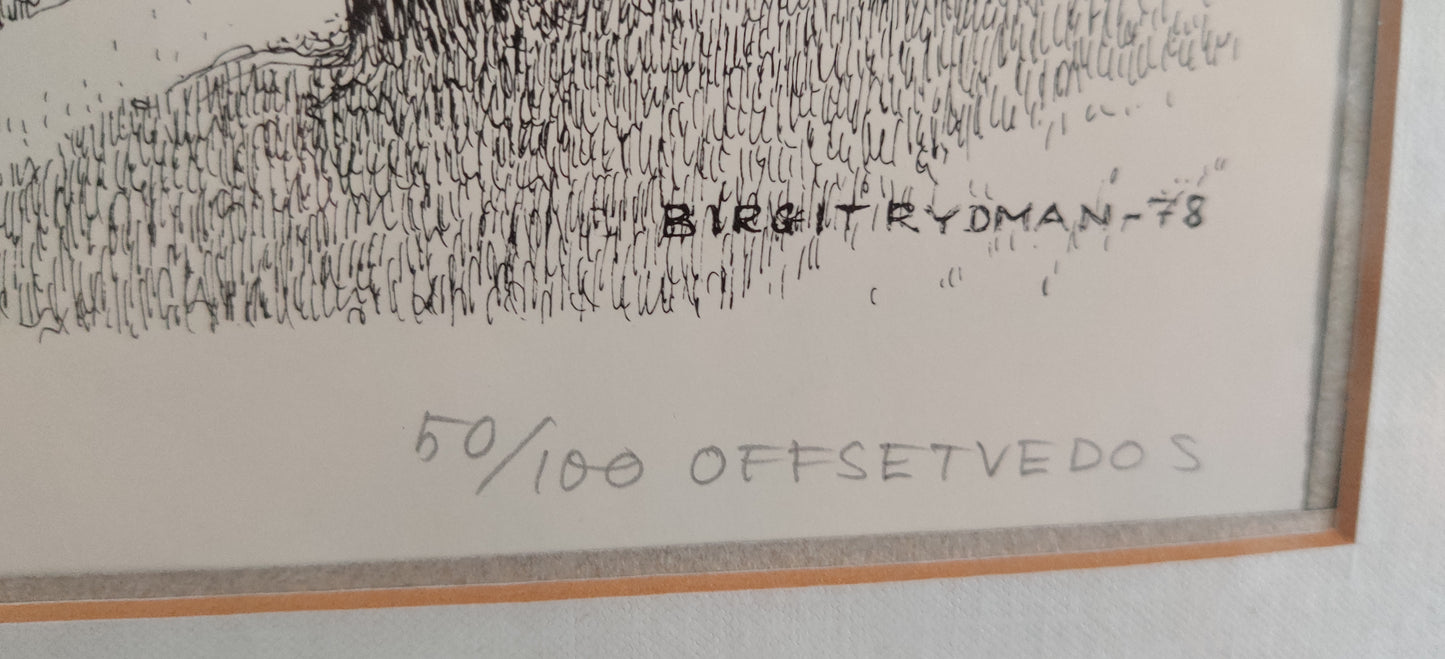 BIRGIT RYDMAN-78
50/100 OFFSETVEDOS